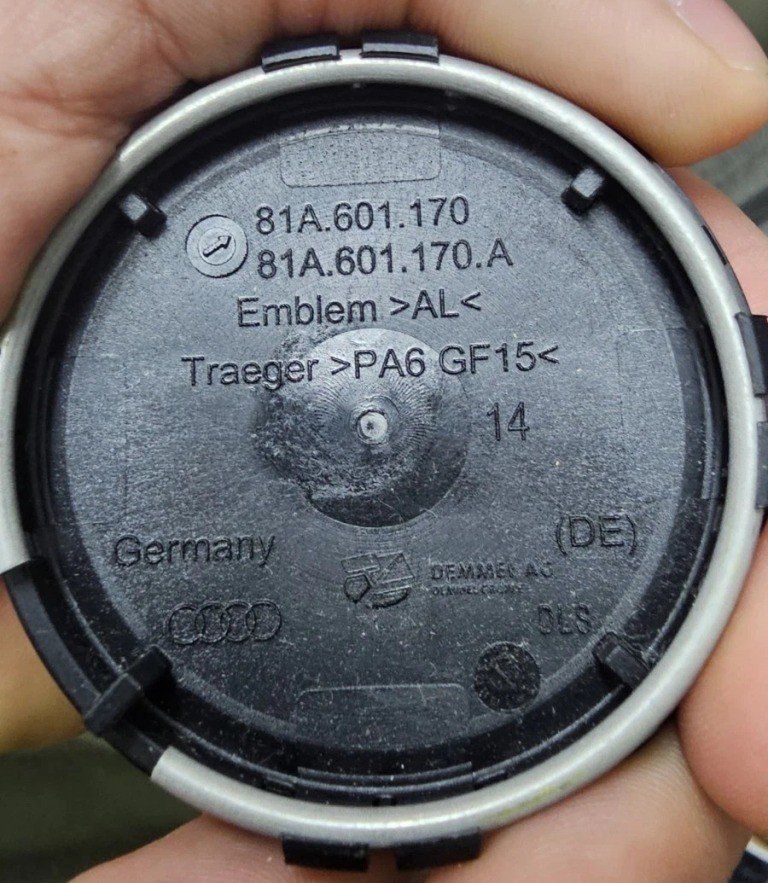 81A.601.170
81A.601.170.A
Emblem >AL<
Traeger >PA6 GF15<
14
Germany
(DE)
DEMMEL AG
DLS